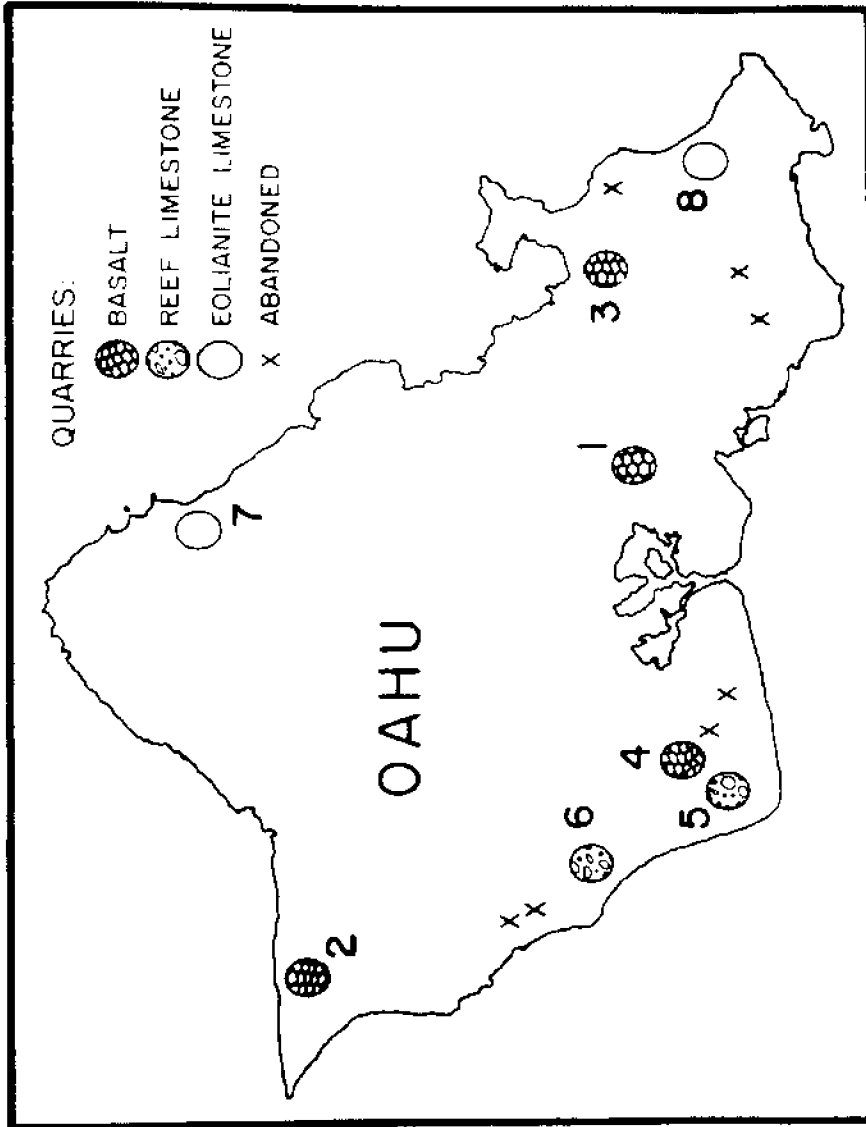 QUARRIES:
BASALT
REEF LIMESTONE
EOLIANITE LIMESTONE
x ABANDONED
OAHU
1
2
3
4
5
6
7
8